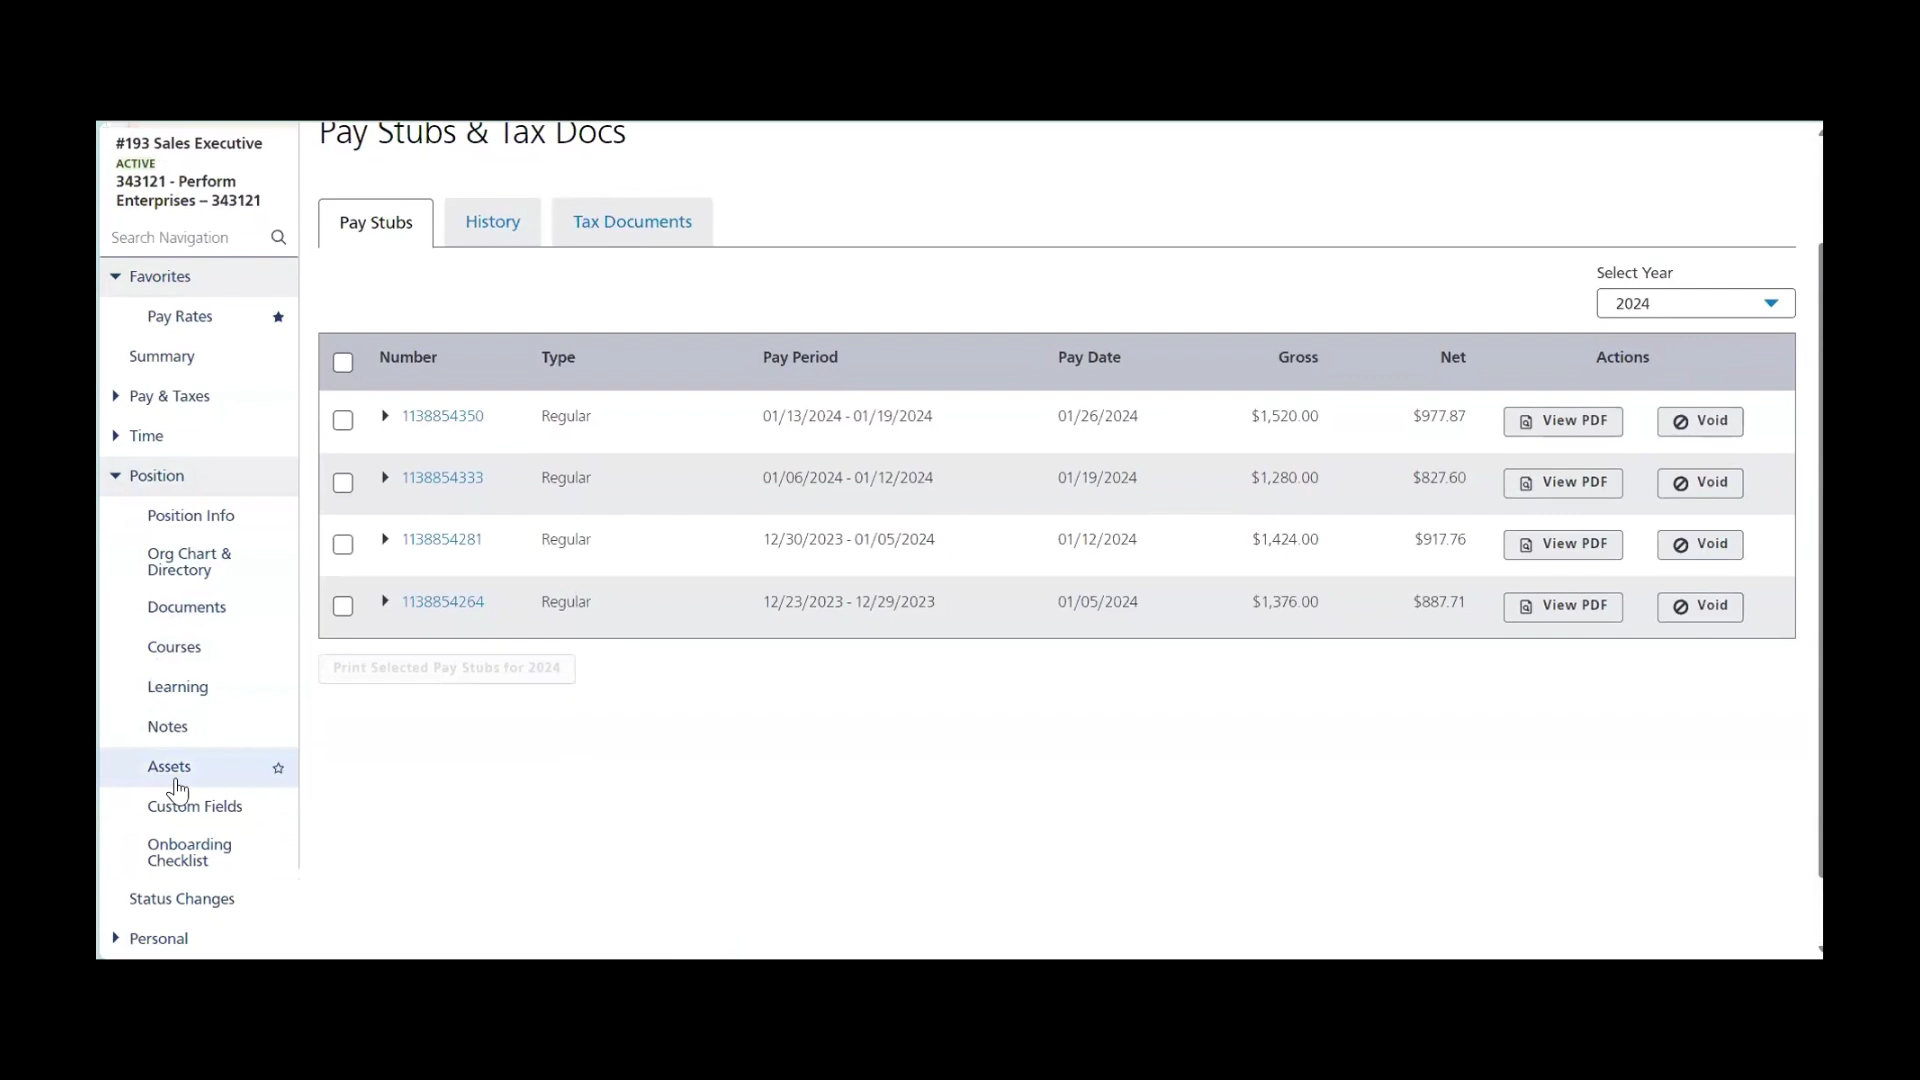 #193 Sales Executive
ACTIVE
343121 - Perform
Enterprises – 343121
Search Navigation
Favorites
Pay Rates
Summary
Pay & Taxes
Time
Position
Position Info
Org Chart &
Directory
Documents
Courses
Learning
Notes
Assets
Custom Fields
Onboarding
Checklist
Status Changes
Personal
Pay Stubs & Tax Docs
Pay Stubs History Tax Documents
Select Year
2024
Number Type Pay Period Pay Date Gross Net Actions
1138854350 Regular 01/13/2024 - 01/19/2024 01/26/2024 $1,520.00 $977.87 View PDF Void
1138854333 Regular 01/06/2024 - 01/12/2024 01/19/2024 $1,280.00 $827.60 View PDF Void
1138854281 Regular 12/30/2023 - 01/05/2024 01/12/2024 $1,424.00 $917.76 View PDF Void
1138854264 Regular 12/23/2023 - 12/29/2023 01/05/2024 $1,376.00 $887.71 View PDF Void
Print Selected Pay Stubs for 2024